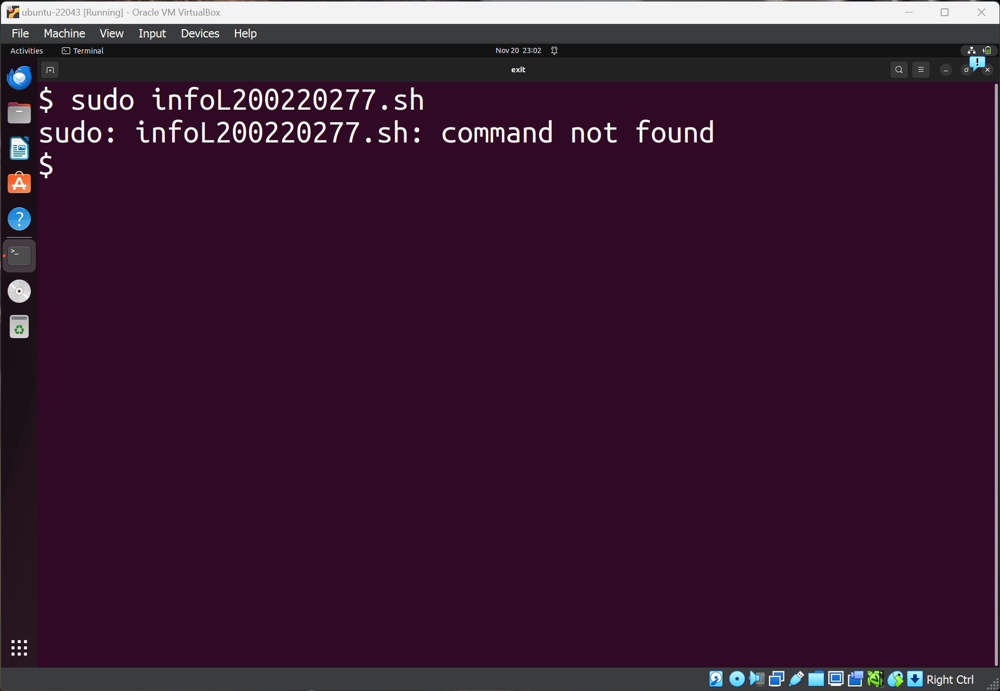 ubuntu-22043 [Running] - Oracle VM VirtualBox
File Machine View Input Devices Help
Activities Terminal Nov 20 23:02
exit
$ sudo infoL200220277.sh
sudo: infoL200220277.sh: command not found
$
Right Ctrl